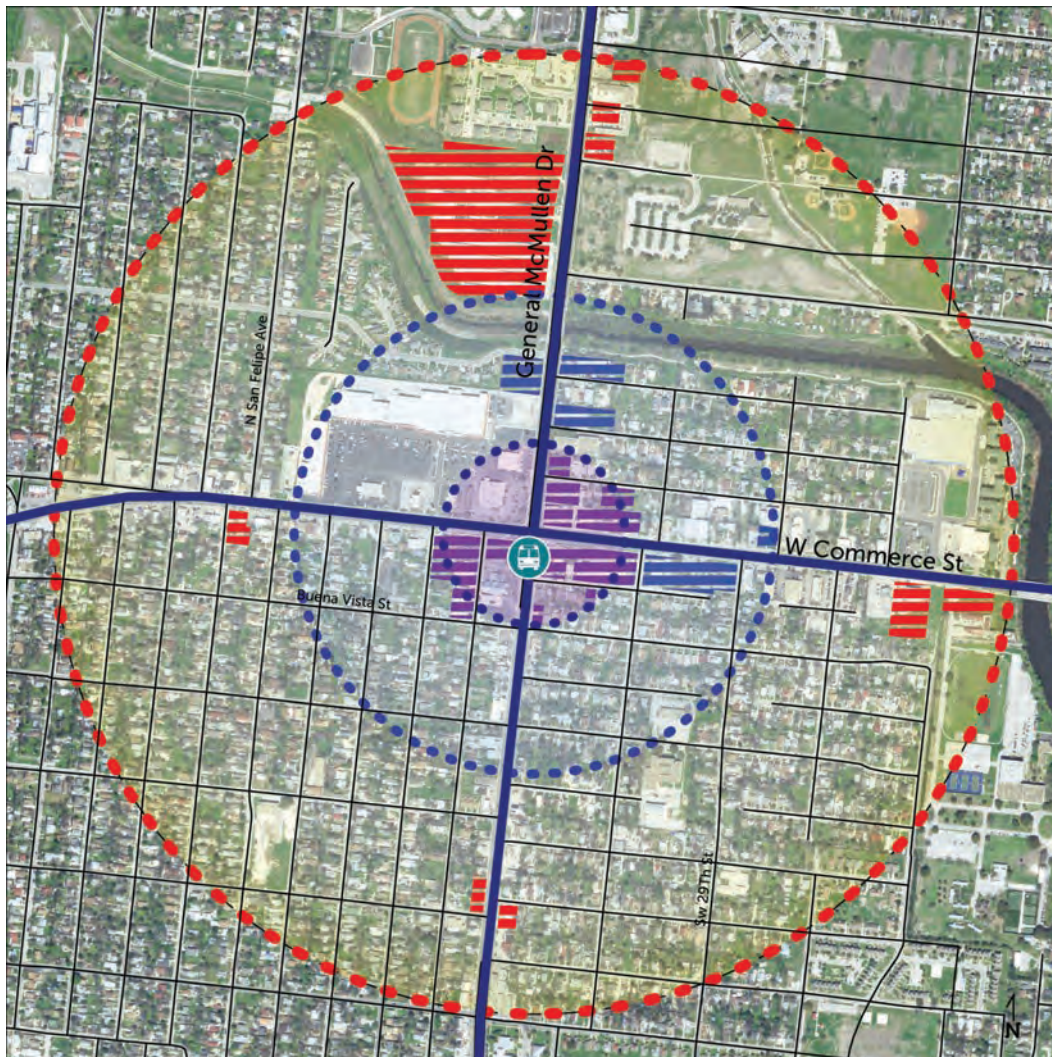 General McMullen Dr
N San Felipe Ave
W Commerce St
Buena Vista St
Sw 29Th St
N